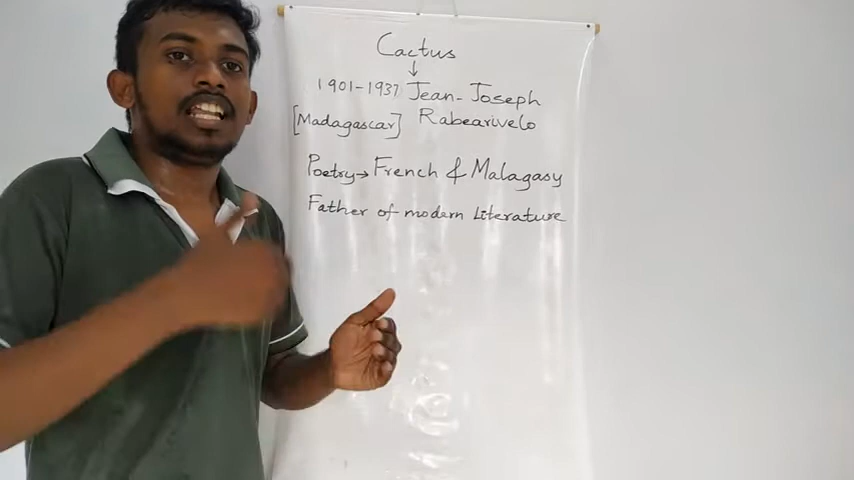 Cactus
1901-1937 Jean-Joseph
[Madagascar] Rabearivelo
Poetry→French & Malagasy
Father of modern Literature